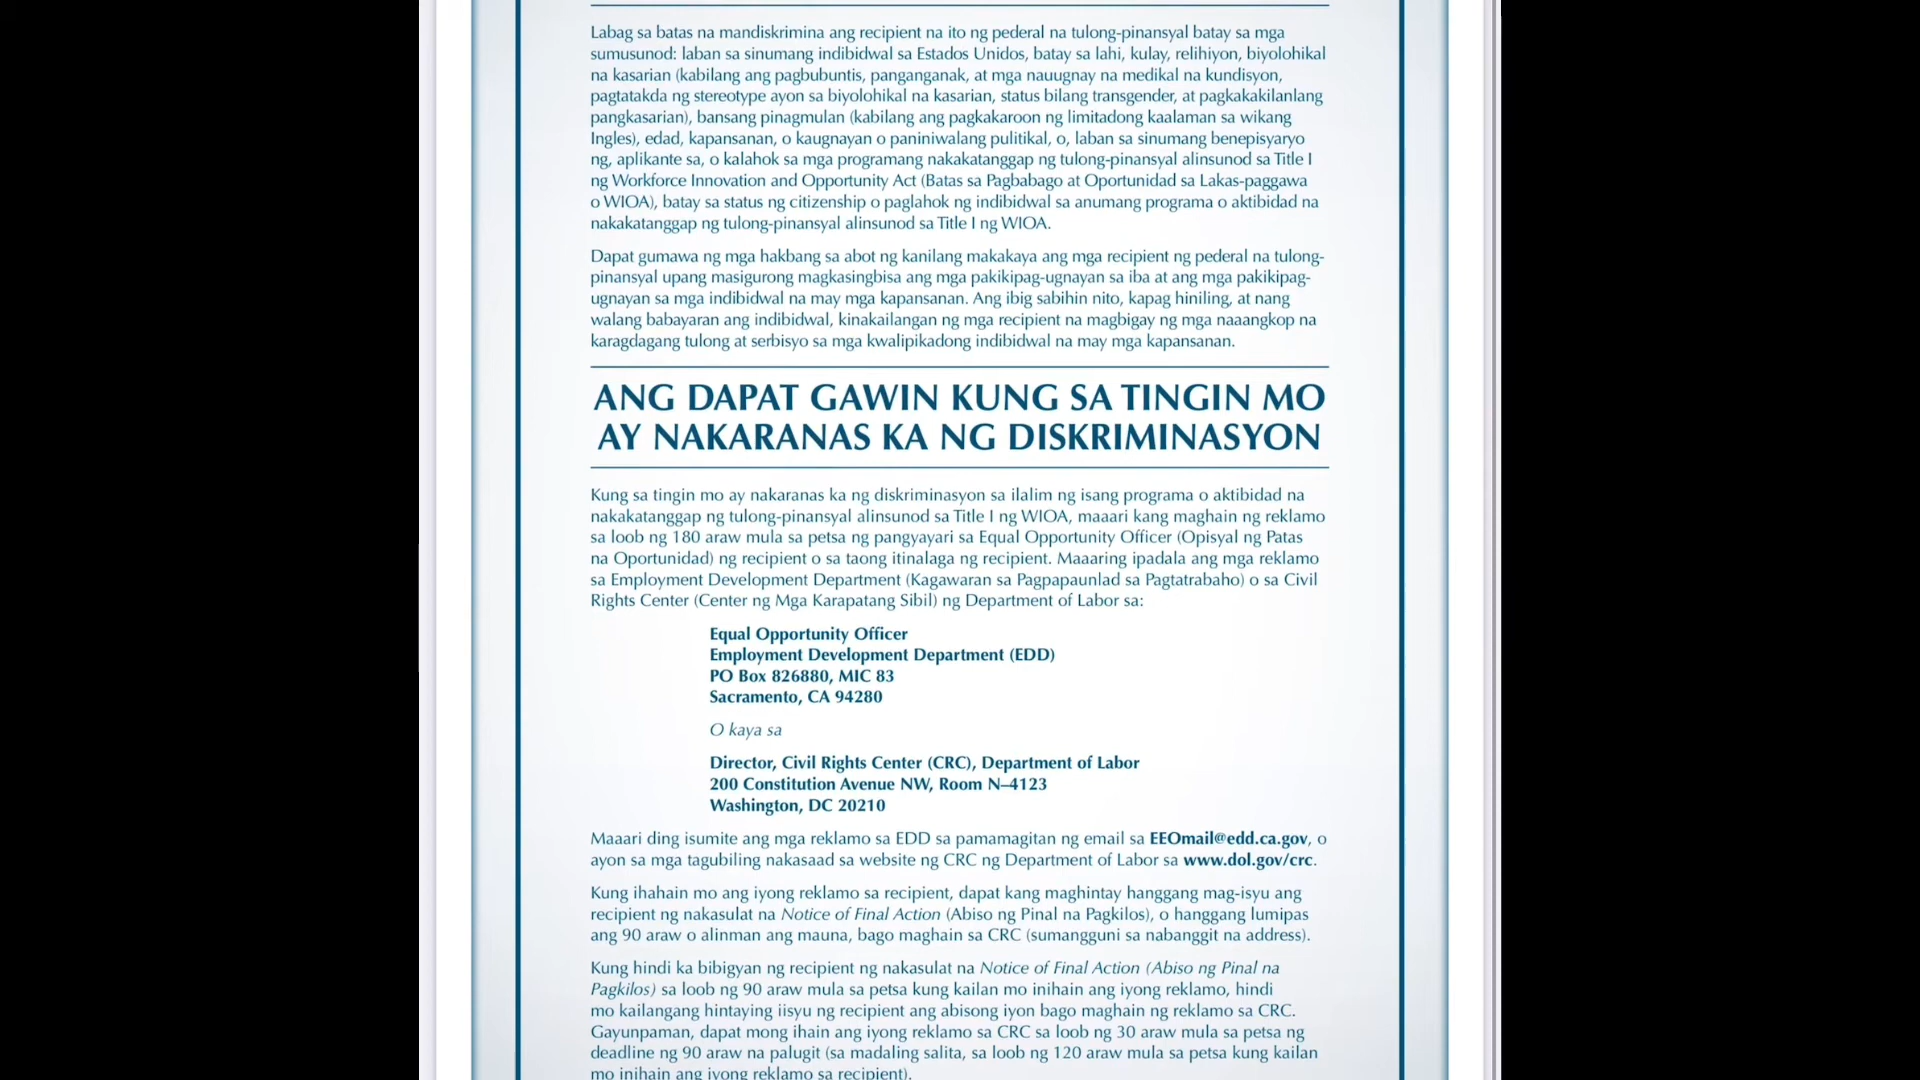 Labag sa batas na mandiskrimina ang recipient na ito ng pederal na tulong-pinansyal batay sa mga
sumusunod: laban sa sinumang indibidwal sa Estados Unidos, batay sa lahi, kulay, relihiyon, biyolohikal
na kasarian (kabilang ang pagbubuntis, panganganak, at mga nauugnay na medikal na kundisyon,
pagtatakda ng stereotype ayon sa biyolohikal na kasarian, status bilang transgender, at pagkakakilanlang
pangkasarian), bansang pinagmulan (kabilang ang pagkakaroon ng limitadong kaalaman sa wikang
Ingles), edad, kapansanan, o kaugnayan o paniniwalang pulitikal, o, laban sa sinumang benepisyaryo
ng, aplikante sa, o kalahok sa mga programang nakakatanggap ng tulong-pinansyal alinsunod sa Title I
ng Workforce Innovation and Opportunity Act (Batas sa Pagbabago at Oportunidad sa Lakas-paggawa
o WIOA), batay sa status ng citizenship o paglahok ng indibidwal sa anumang programa o aktibidad na
nakakatanggap ng tulong-pinansyal alinsunod sa Title I ng WIOA.
Dapat gumawa ng mga hakbang sa abot ng kanilang makakaya ang mga recipient ng pederal na tulong-
pinansyal upang masigurong magkasingbisa ang mga pakikipag-ugnayan sa iba at ang mga pakikipag-
ugnayan sa mga indibidwal na may mga kapansanan. Ang ibig sabihin nito, kapag hiniling, at nang
walang babayaran ang indibidwal, kinakailangan ng mga recipient na magbigay ng mga naaangkop na
karagdagang tulong at serbisyo sa mga kwalipikadong indibidwal na may mga kapansanan.
ANG DAPAT GAWIN KUNG SA TINGIN MO
AY NAKARANAS KA NG DISKRIMINASYON
Kung sa tingin mo ay nakaranas ka ng diskriminasyon sa ilalim ng isang programa o aktibidad na
nakakatanggap ng tulong-pinansyal alinsunod sa Title I ng WIOA, maaari kang maghain ng reklamo
sa loob ng 180 araw mula sa petsa ng pangyayari sa Equal Opportunity Officer (Opisyal ng Patas
na Oportunidad) ng recipient o sa taong itinalaga ng recipient. Maaaring ipadala ang mga reklamo
sa Employment Development Department (Kagawaran sa Pagpapaunlad sa Pagtatrabaho) o sa Civil
Rights Center (Center ng Mga Karapatang Sibil) ng Department of Labor sa:
Equal Opportunity Officer
Employment Development Department (EDD)
PO Box 826880, MIC 83
Sacramento, CA 94280
O kaya sa
Director, Civil Rights Center (CRC), Department of Labor
200 Constitution Avenue NW, Room N–4123
Washington, DC 20210
Maaari ding isumite ang mga reklamo sa EDD sa pamamagitan ng email sa EEOmail@edd.ca.gov, o
ayon sa mga tagubiling nakasaad sa website ng CRC ng Department of Labor sa www.dol.gov/crc.
Kung ihahain mo ang iyong reklamo sa recipient, dapat kang maghintay hanggang mag-isyu ang
recipient ng nakasulat na Notice of Final Action (Abiso ng Pinal na Pagkilos), o hanggang lumipas
ang 90 araw o alinman ang mauna, bago maghain sa CRC (sumangguni sa nabanggit na address).
Kung hindi ka bibigyan ng recipient ng nakasulat na Notice of Final Action (Abiso ng Pinal na
Pagkilos) sa loob ng 90 araw mula sa petsa kung kailan mo inihain ang iyong reklamo, hindi
mo kailangang hintaying iisyu ng recipient ang abisong iyon bago maghain ng reklamo sa CRC.
Gayunpaman, dapat mong ihain ang iyong reklamo sa CRC sa loob ng 30 araw mula sa petsa ng
deadline ng 90 araw na palugit (sa madaling salita, sa loob ng 120 araw mula sa petsa kung kailan
mo inihain ang iyong reklamo sa recipient).